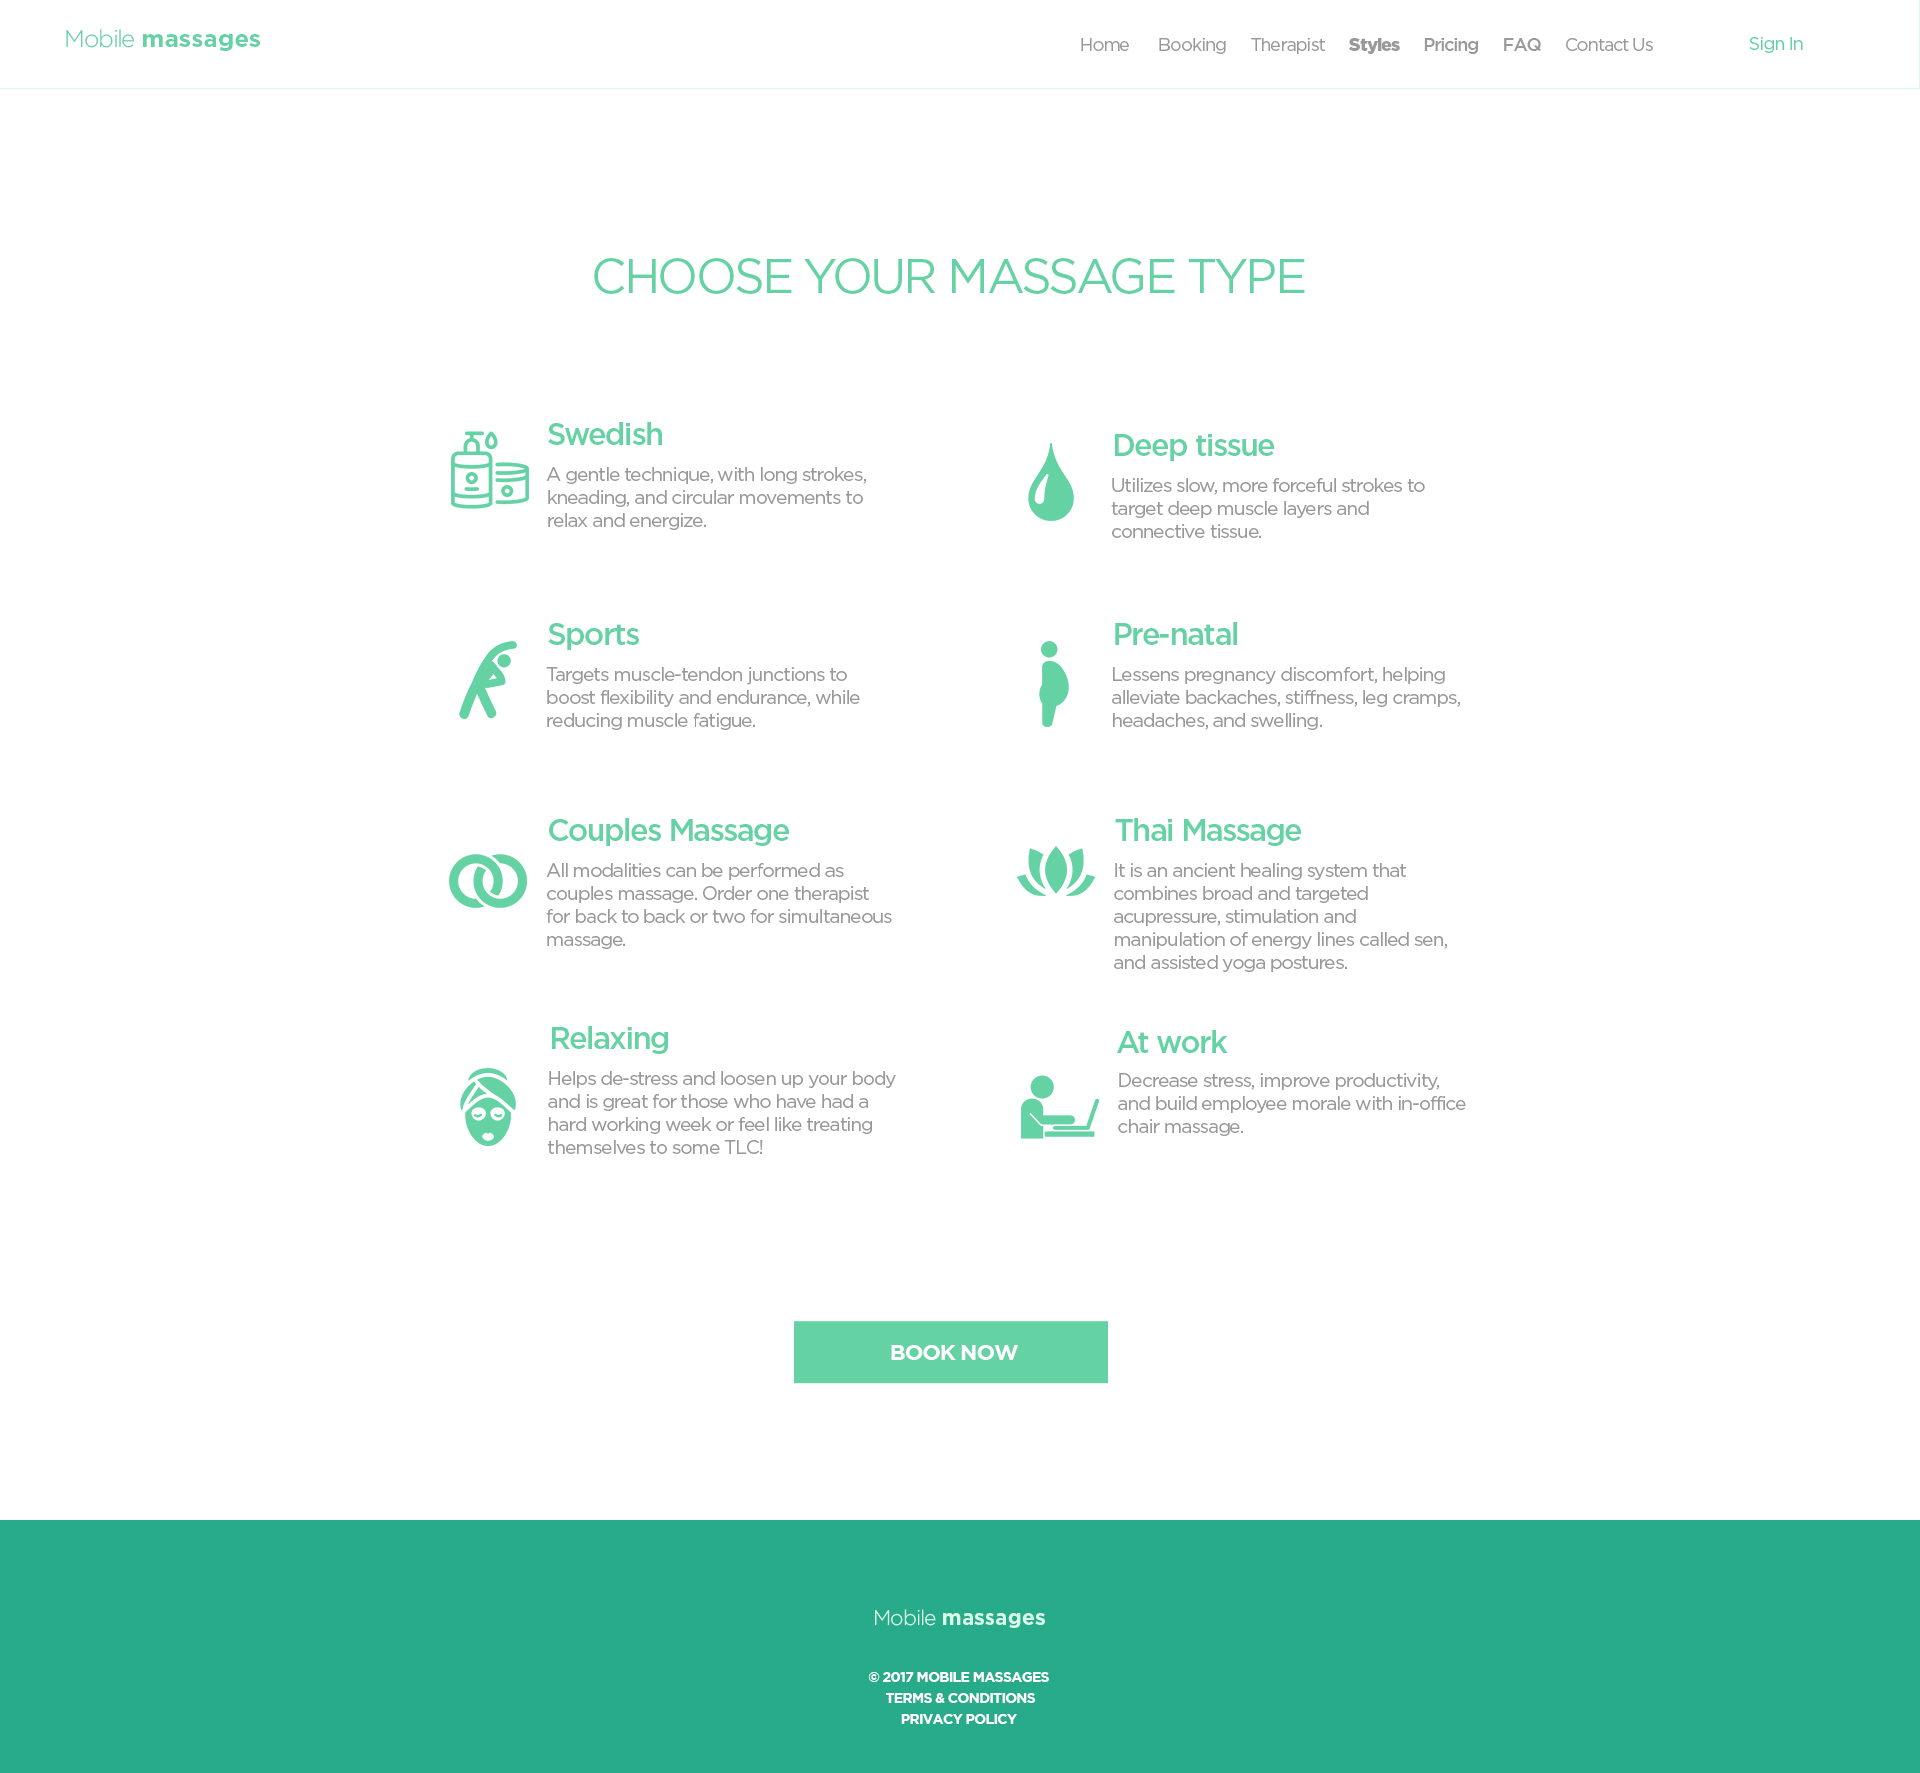 Mobile massages
Home Booking Therapist Styles Pricing FAQ Contact Us Sign In
CHOOSE YOUR MASSAGE TYPE
Swedish
A gentle technique, with long strokes,
kneading, and circular movements to
relax and energize.
Deep tissue
Utilizes slow, more forceful strokes to
target deep muscle layers and
connective tissue.
Sports
Targets muscle-tendon junctions to
boost flexibility and endurance, while
reducing muscle fatigue.
Pre-natal
Lessens pregnancy discomfort, helping
alleviate backaches, stiffness, leg cramps,
headaches, and swelling.
Couples Massage
All modalities can be performed as
couples massage. Order one therapist
for back to back or two for simultaneous
massage.
Thai Massage
It is an ancient healing system that
combines broad and targeted
acupressure, stimulation and
manipulation of energy lines called sen,
and assisted yoga postures.
Relaxing
Helps de-stress and loosen up your body
and is great for those who have had a
hard working week or feel like treating
themselves to some TLC!
At work
Decrease stress, improve productivity,
and build employee morale with in-office
chair massage.
BOOK NOW
Mobile massages
© 2017 MOBILE MASSAGES
TERMS & CONDITIONS
PRIVACY POLICY